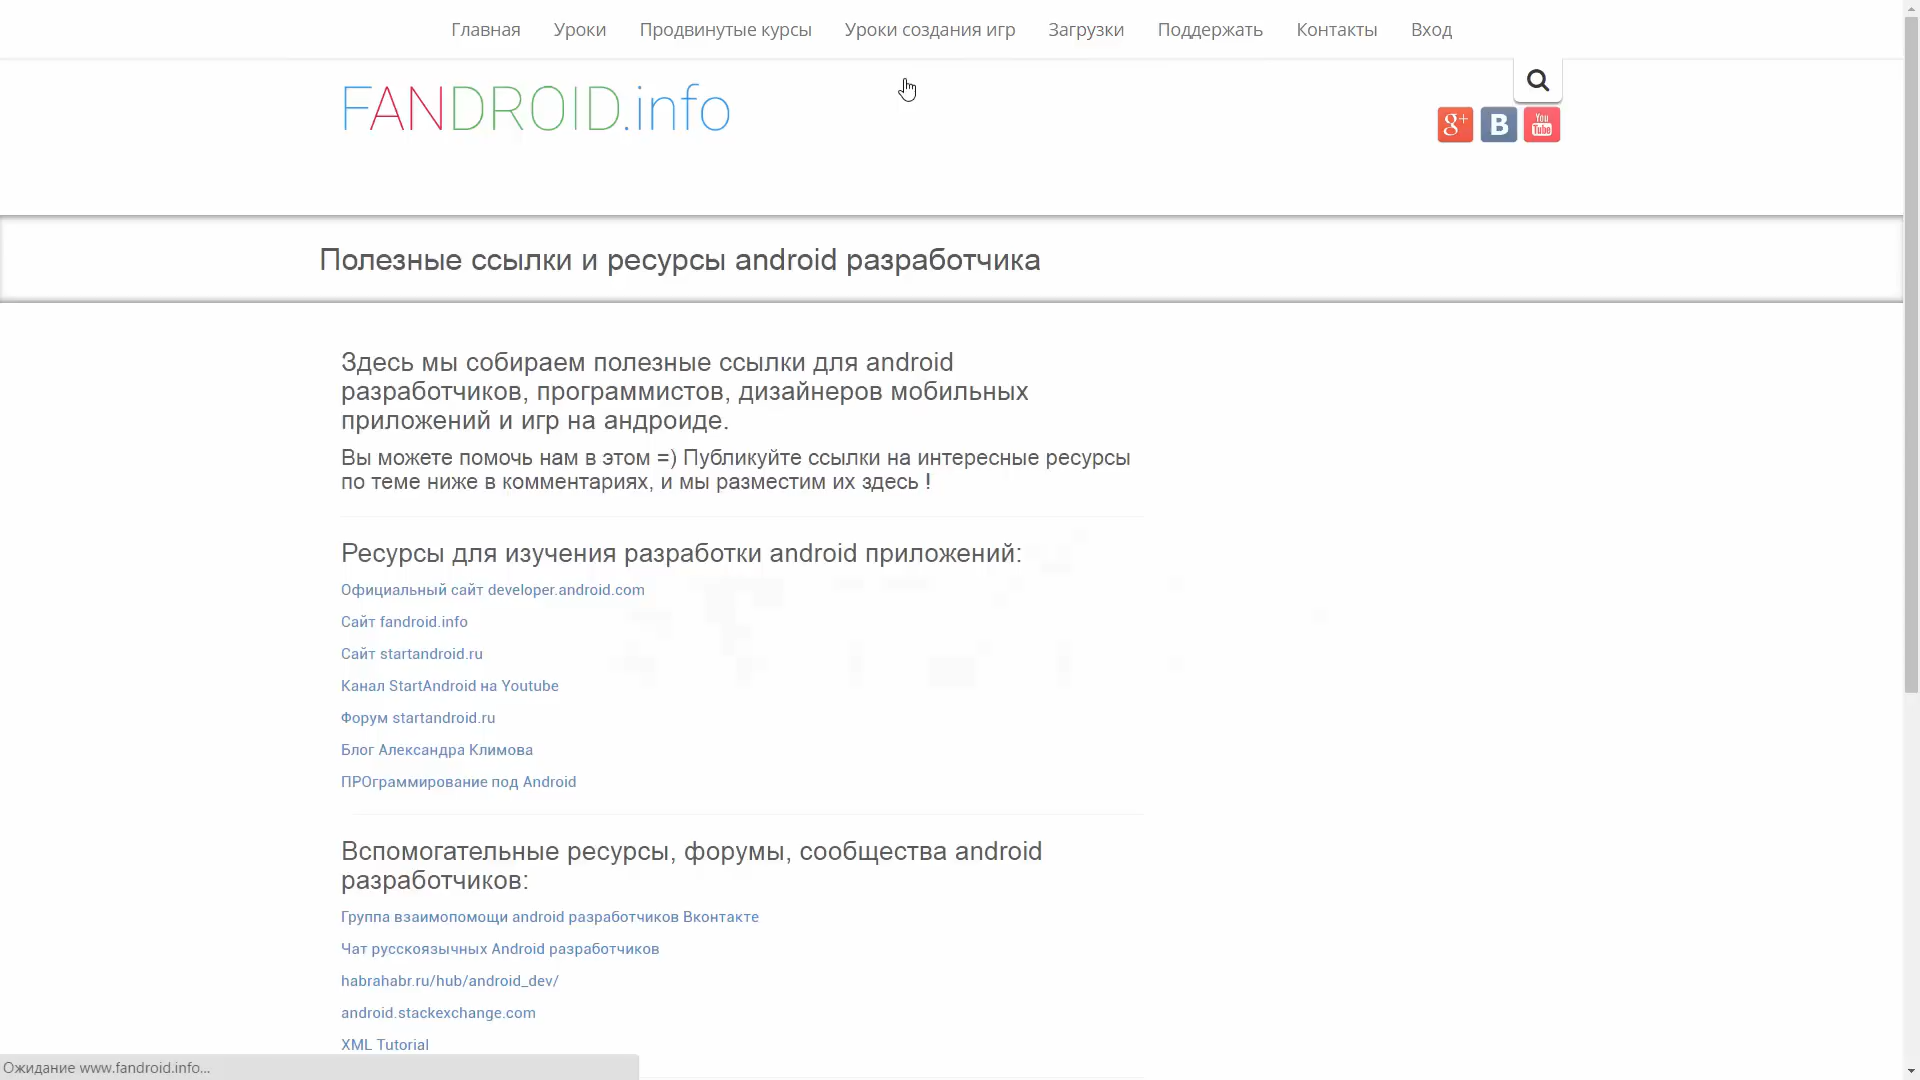 Главная Уроки Продвинутые курсы Уроки создания игр Загрузки Поддержать Контакты Вход
FANDROID.info
g+ B You Tube
Полезные ссылки и ресурсы android разработчика
Здесь мы собираем полезные ссылки для android
разработчиков, программистов, дизайнеров мобильных
приложений и игр на андроиде.
Вы можете помочь нам в этом =) Публикуйте ссылки на интересные ресурсы
по теме ниже в комментариях, и мы разместим их здесь !
Ресурсы для изучения разработки android приложений:
Официальный сайт developer.android.com
Сайт fandroid.info
Сайт startandroid.ru
Канал StartAndroid на Youtube
Форум startandroid.ru
Блог Александра Климова
ПРОграммирование под Android
Вспомогательные ресурсы, форумы, сообщества android
разработчиков:
Группа взаимопомощи android разработчиков Вконтакте
Чат русскоязычных Android разработчиков
habrahabr.ru/hub/android_dev/
android.stackexchange.com
XML Tutorial
Ожидание www.fandroid.info...